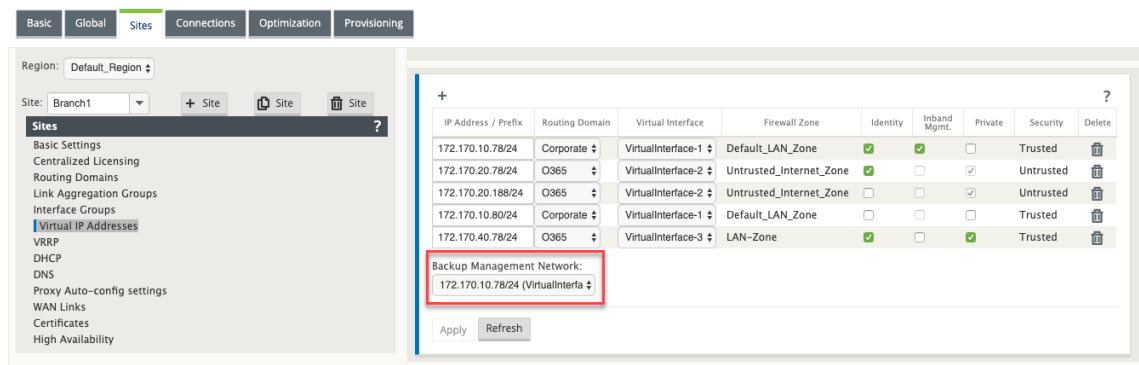 Basic Global Sites Connections Optimization Provisioning
Region: Default_Region
Site: Branch1 + Site Site Site
Sites ?
Basic Settings
Centralized Licensing
Routing Domains
Link Aggregation Groups
Interface Groups
Virtual IP Addresses
VRRP
DHCP
DNS
Proxy Auto-config settings
WAN Links
Certificates
High Availability
+ ?
IP Address / Prefix Routing Domain Virtual Interface Firewall Zone Identity Inband Mgmt. Private Security Delete
172.170.10.78/24 Corporate VirtualInterface-1 Default_LAN_Zone Trusted
172.170.20.78/24 O365 VirtualInterface-2 Untrusted_Internet_Zone Untrusted
172.170.20.188/24 O365 VirtualInterface-2 Untrusted_Internet_Zone Untrusted
172.170.10.80/24 Corporate VirtualInterface-1 Default_LAN_Zone Trusted
172.170.40.78/24 O365 VirtualInterface-3 LAN-Zone Trusted
Backup Management Network:
172.170.10.78/24 (VirtualInterfa
Apply Refresh